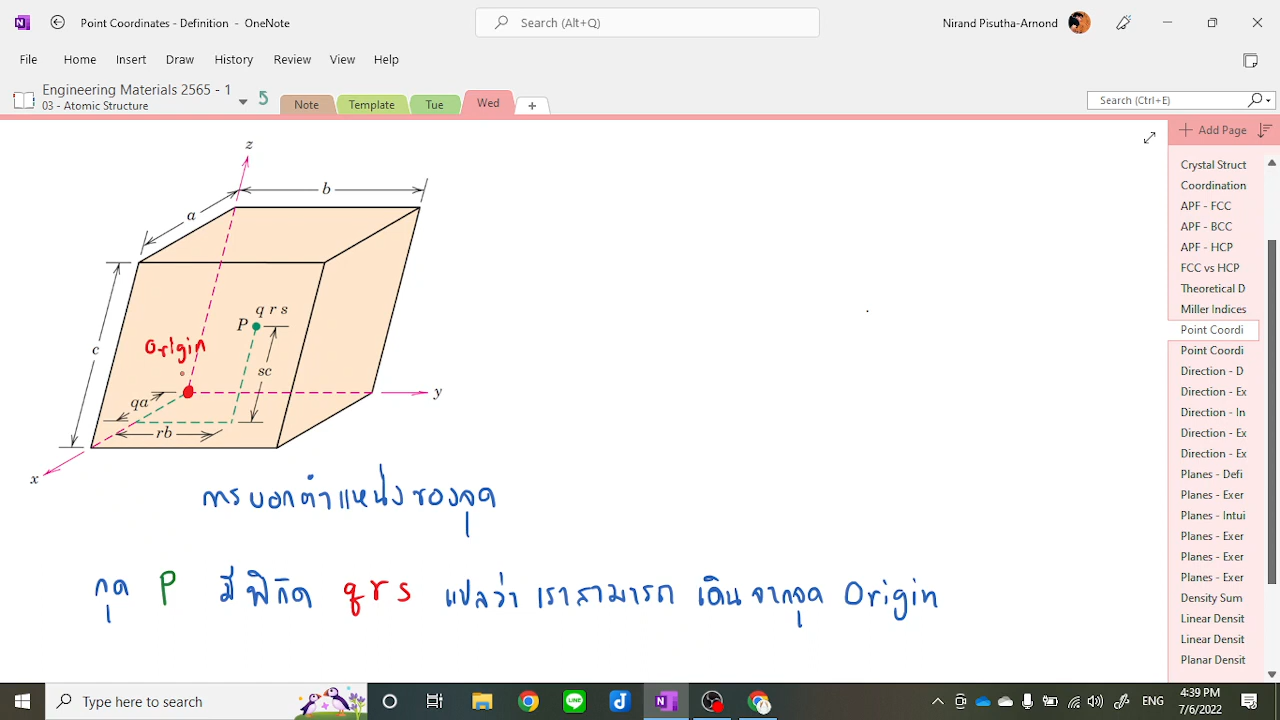 Point Coordinates - Definition - OneNote
Search (Alt+Q)
Nirand Pisutha-Arnond
File Home Insert Draw History Review View Help
Engineering Materials 2565 - 1
03 - Atomic Structure
Note Template Tue Wed
Search (Ctrl+E)
Add Page
Crystal Struct
Coordination
APF - FCC
APF - BCC
APF - HCP
FCC vs HCP
Theoretical D
Miller Indices
Point Coordi
Point Coordi
Direction - D
Direction - Ex
Direction - In
Direction - Ex
Direction - Ex
Planes - Defi
Planes - Exer
Planes - Intui
Planes - Exer
Planes - Exer
Planes - Exer
Density Sum
Linear Densit
Linear Densit
Planar Densit
z
b
a
q r s
P
c
Origin
sc
qa
y
rb
x
การบอกตำแหน่งของจุด
จุด P มีพิกัด q r s แปลว่า เราสามารถ เดินจากจุด Origin
Type here to search
ENG
4:39 PM
7/6/2022